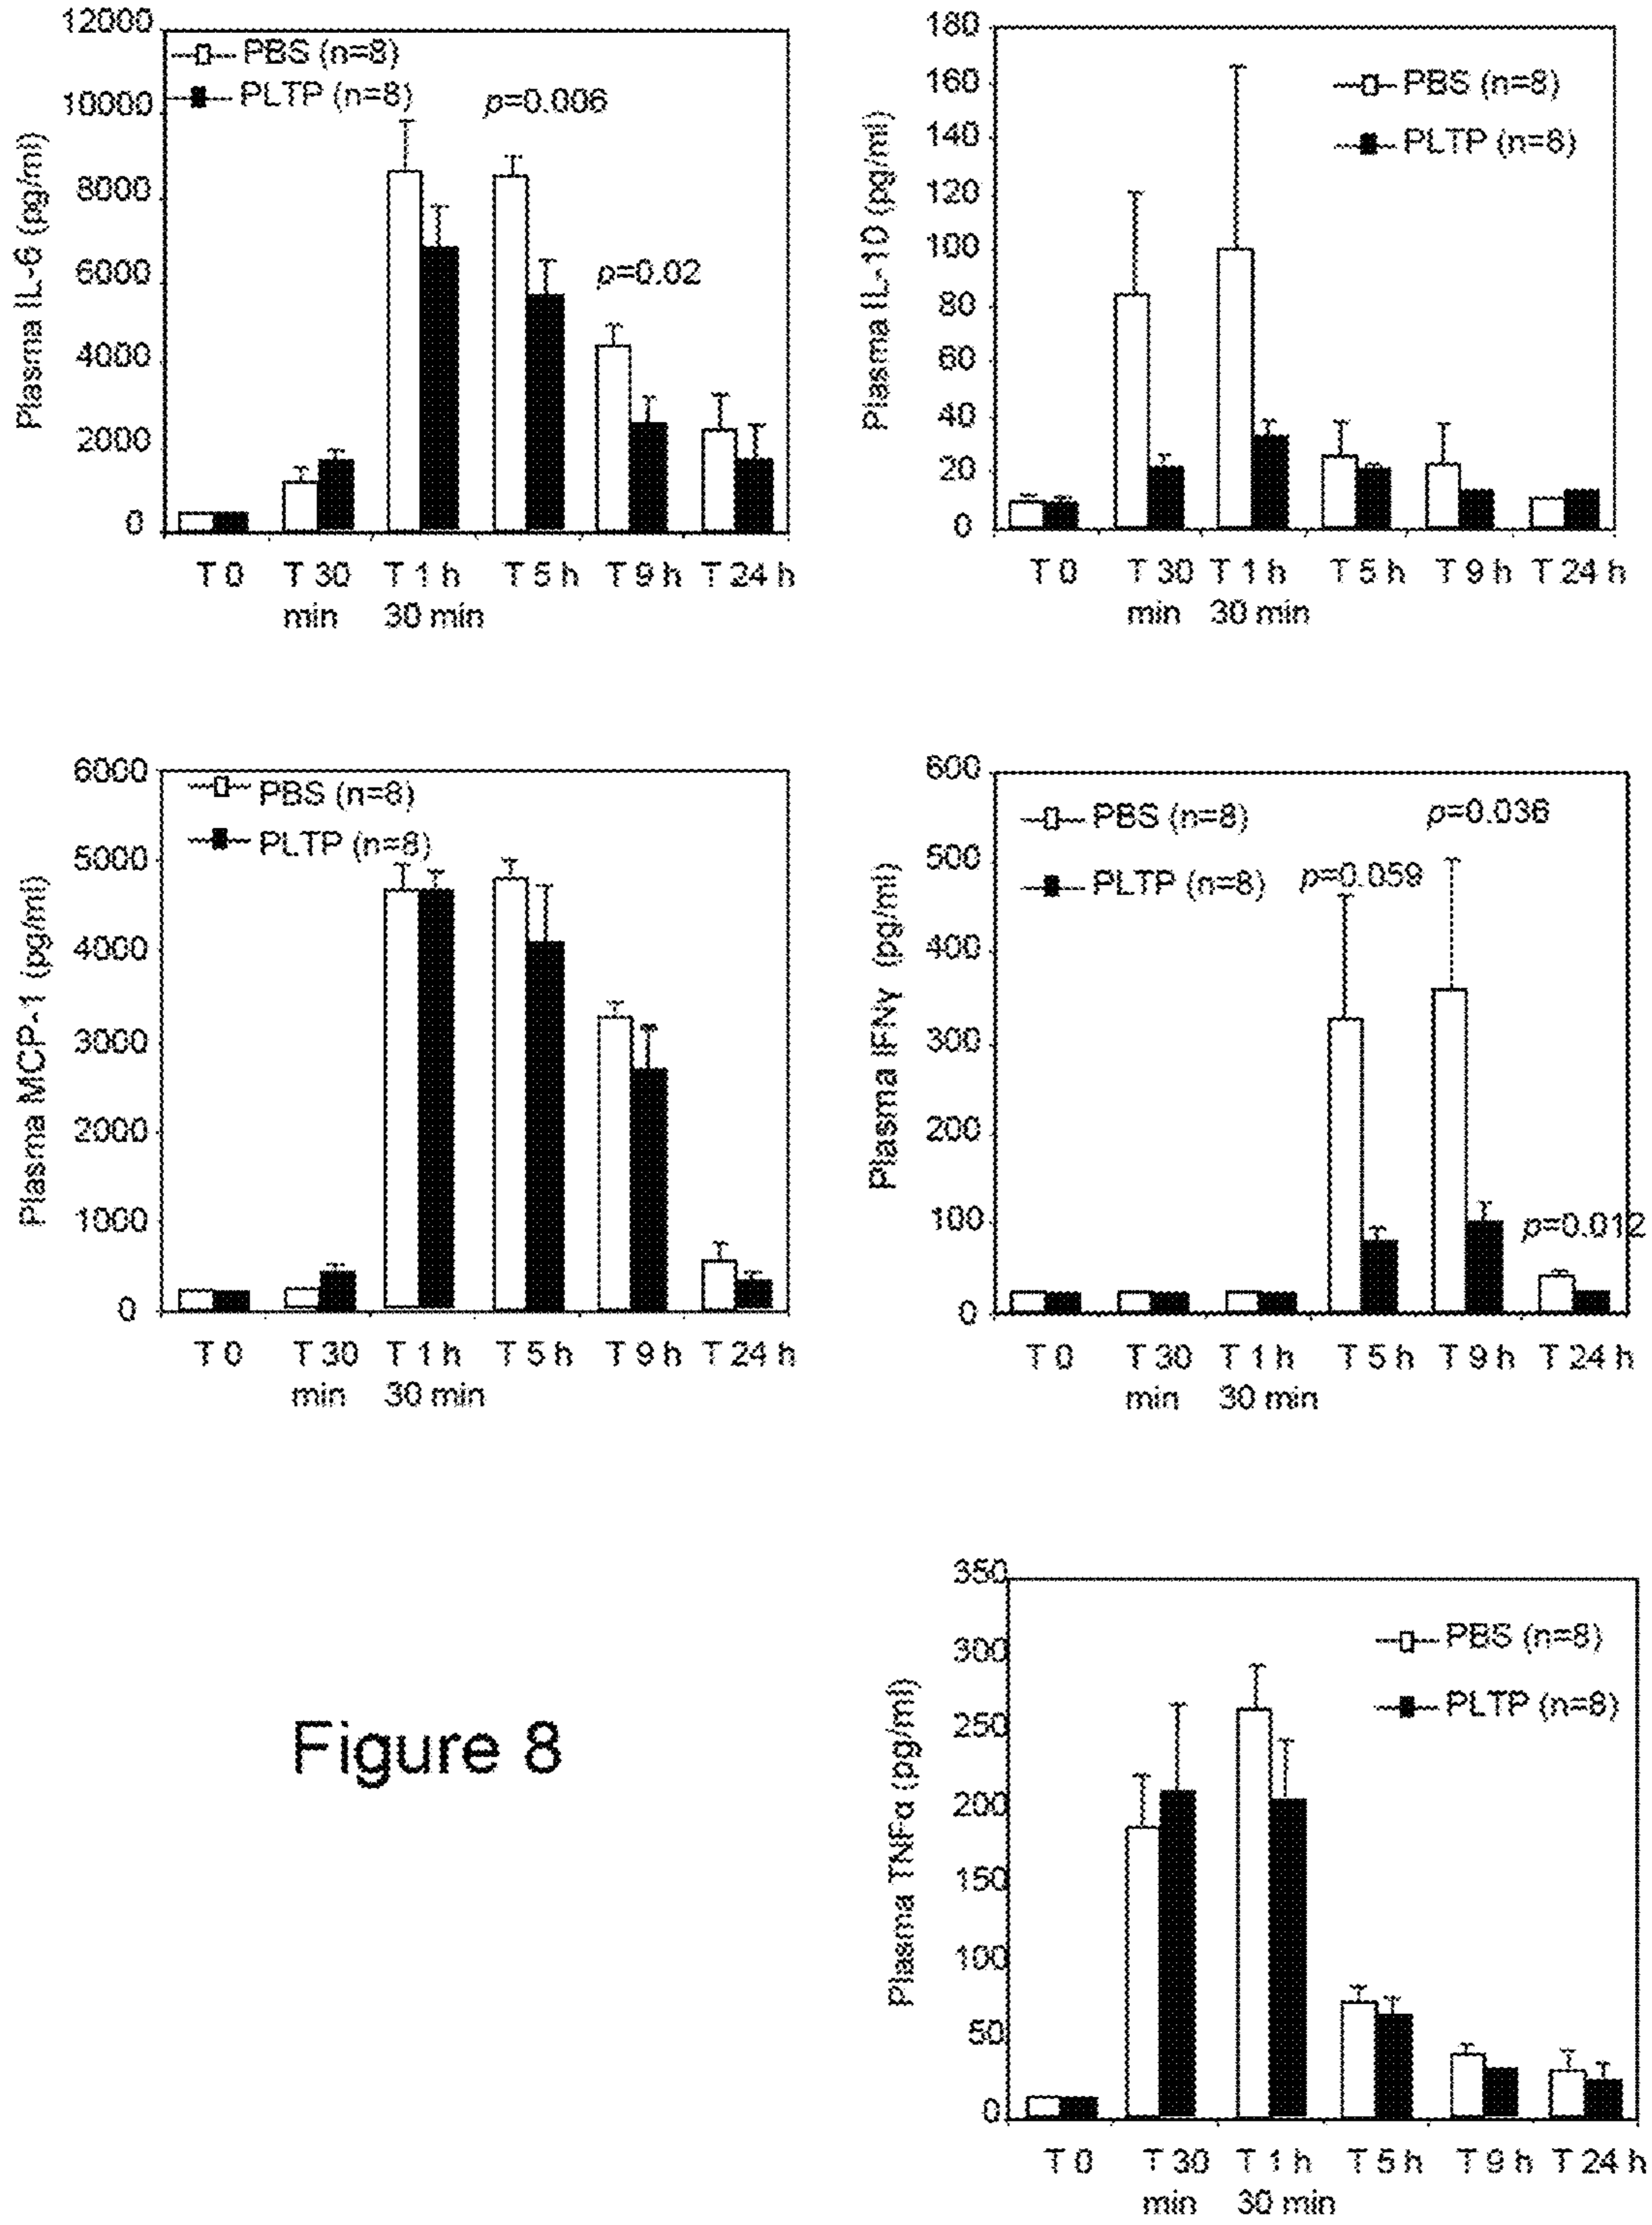 12000
10000
8000
6000
4000
2000
0
Plasma IL-6 (pg/ml)
PBS (n=8)
PLTP (n=8)
p=0.006
p=0.02
T 0 T 30 T 1 h T 5 h T 9 h T 24 h
min 30 min
180
160
140
120
100
80
60
40
20
0
Plasma IL-10 (pg/ml)
PBS (n=8)
PLTP (n=8)
T 0 T 30 T 1 h T 5 h T 9 h T 24 h
min 30 min
6000
5000
4000
3000
2000
1000
0
Plasma MCP-1 (pg/ml)
PBS (n=8)
PLTP (n=8)
T 0 T 30 T 1 h T 5 h T 9 h T 24 h
min 30 min
600
500
400
300
200
100
0
Plasma IFNγ (pg/ml)
PBS (n=8)
PLTP (n=8)
p=0.059
p=0.036
p=0.012
T 0 T 30 T 1 h T 5 h T 9 h T 24 h
min 30 min
Figure 8
350
300
250
200
150
100
50
0
Plasma TNFα (pg/ml)
PBS (n=8)
PLTP (n=8)
T 0 T 30 T 1 h T 5 h T 9 h T 24 h
min 30 min